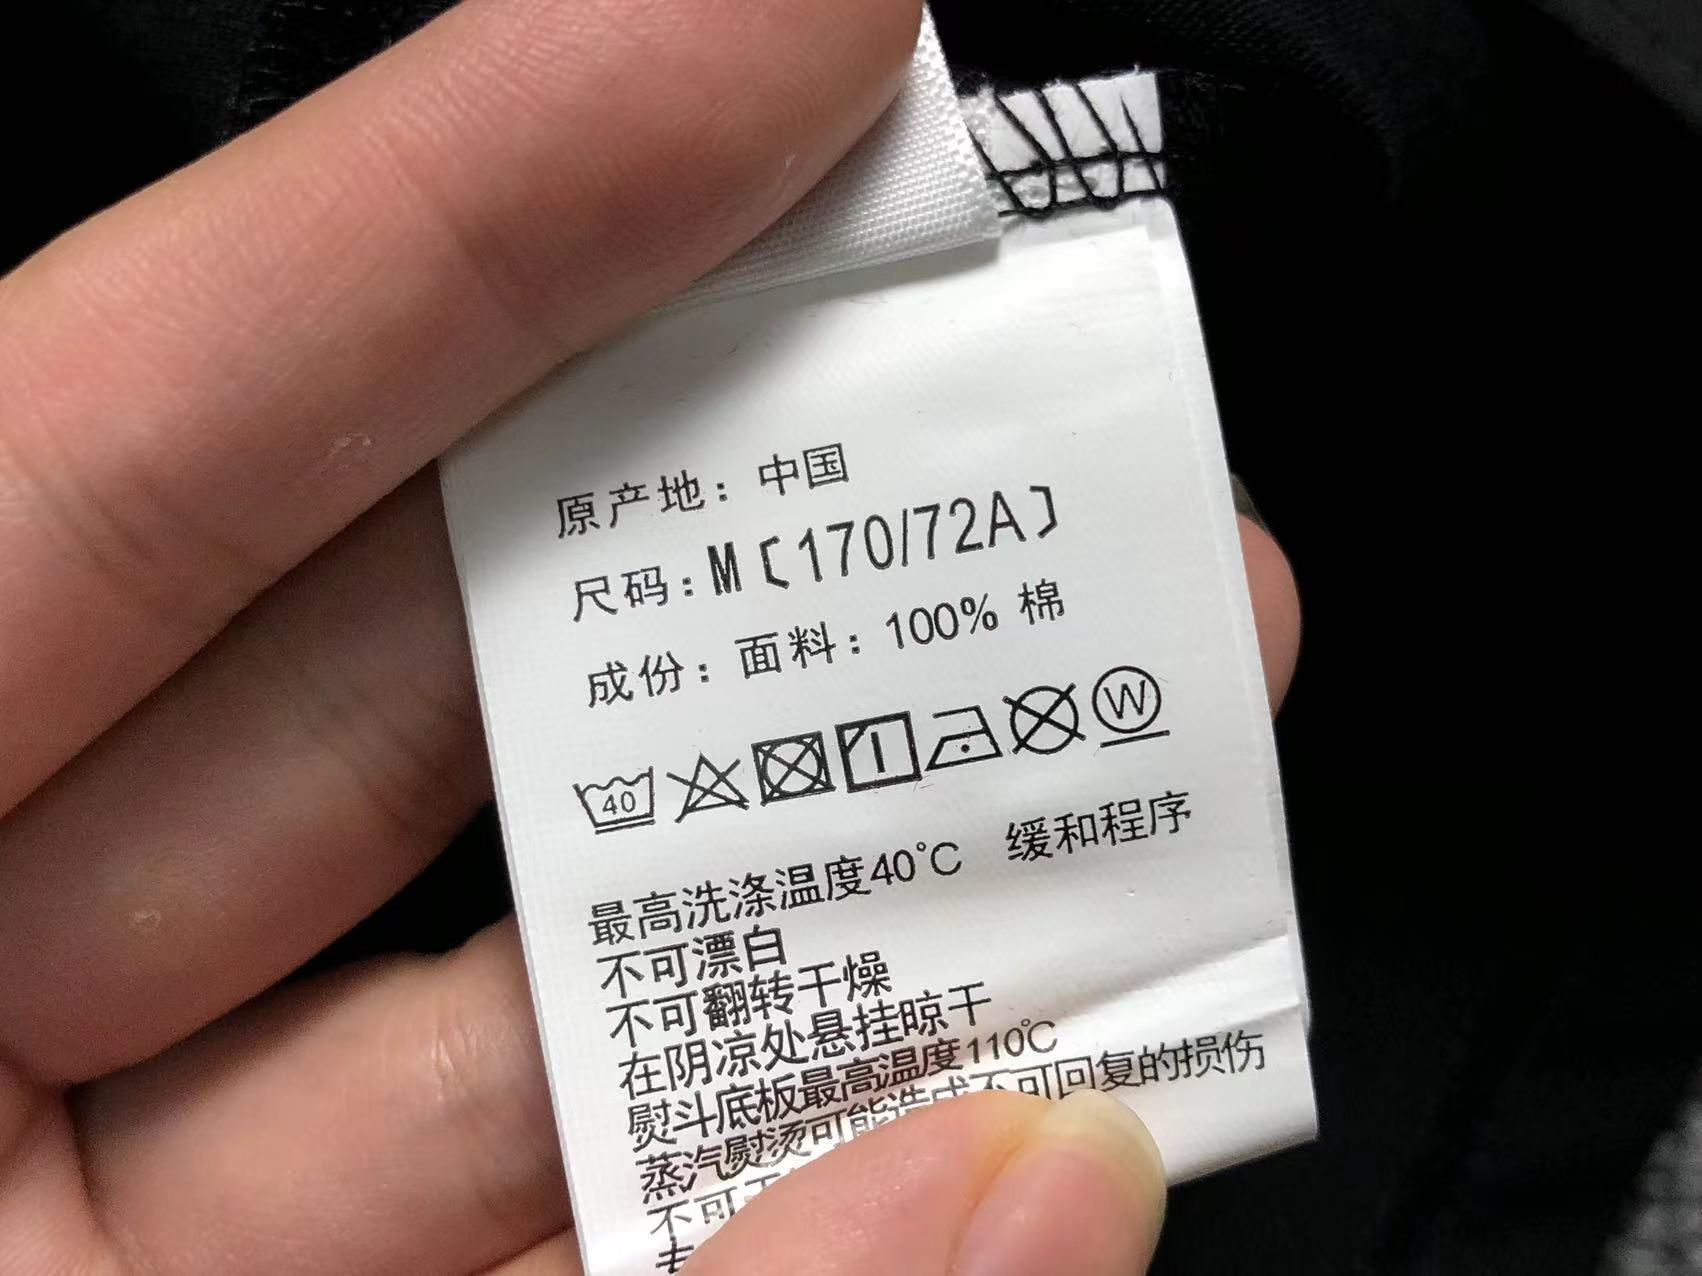 原产地：中国
尺码：M〔170/72A〕
成份：面料：100% 棉
40 W
最高洗涤温度40℃ 缓和程序
不可漂白
不可翻转干燥
在阴凉处悬挂晾干
熨斗底板最高温度110℃
蒸汽熨烫可能造成不可回复的损伤
不可